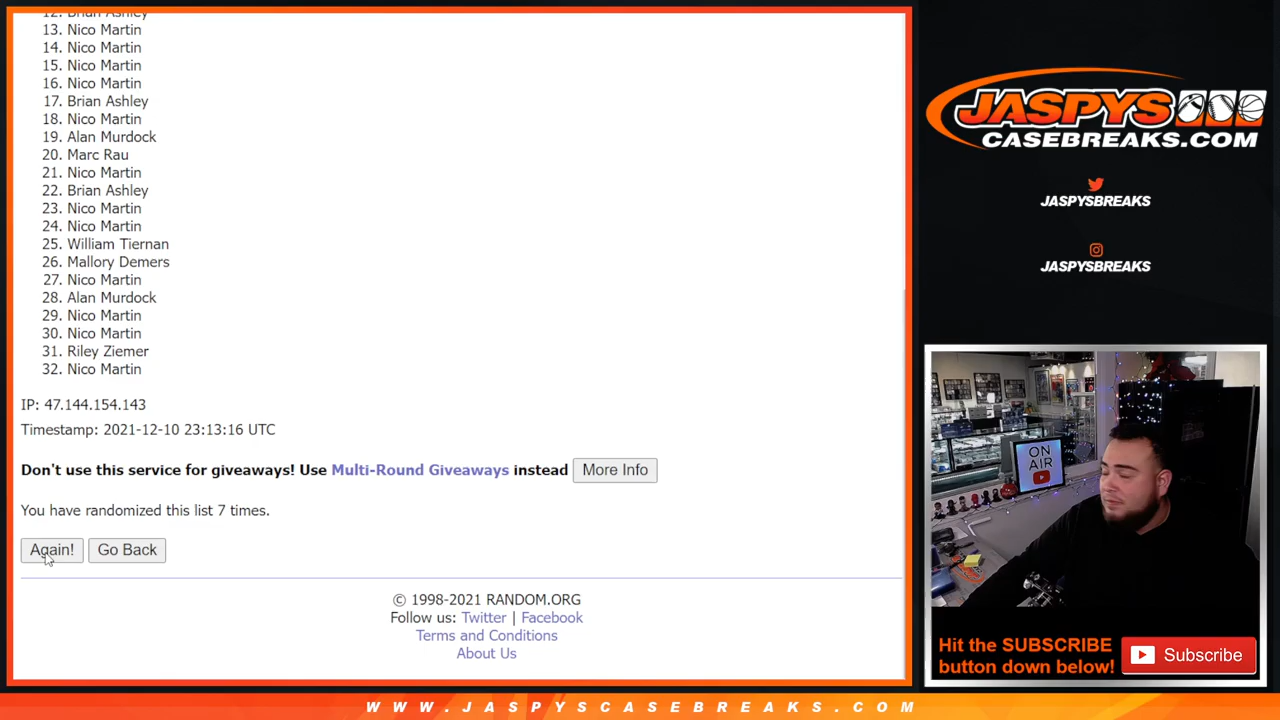 12. Brian Ashley
13. Nico Martin
14. Nico Martin
15. Nico Martin
16. Nico Martin
17. Brian Ashley
18. Nico Martin
19. Alan Murdock
20. Marc Rau
21. Nico Martin
22. Brian Ashley
23. Nico Martin
24. Nico Martin
25. William Tiernan
26. Mallory Demers
27. Nico Martin
28. Alan Murdock
29. Nico Martin
30. Nico Martin
31. Riley Ziemer
32. Nico Martin
IP: 47.144.154.143
Timestamp: 2021-12-10 23:13:16 UTC
Don't use this service for giveaways! Use Multi-Round Giveaways instead More Info
You have randomized this list 7 times.
Again! Go Back
© 1998-2021 RANDOM.ORG
Follow us: Twitter | Facebook
Terms and Conditions
About Us
JASPYS
CASEBREAKS.COM
JASPYSBREAKS
JASPYSBREAKS
ON
AIR
Hit the SUBSCRIBE
button down below!
Subscribe
WWW.JASPYSCASEBREAKS.COM